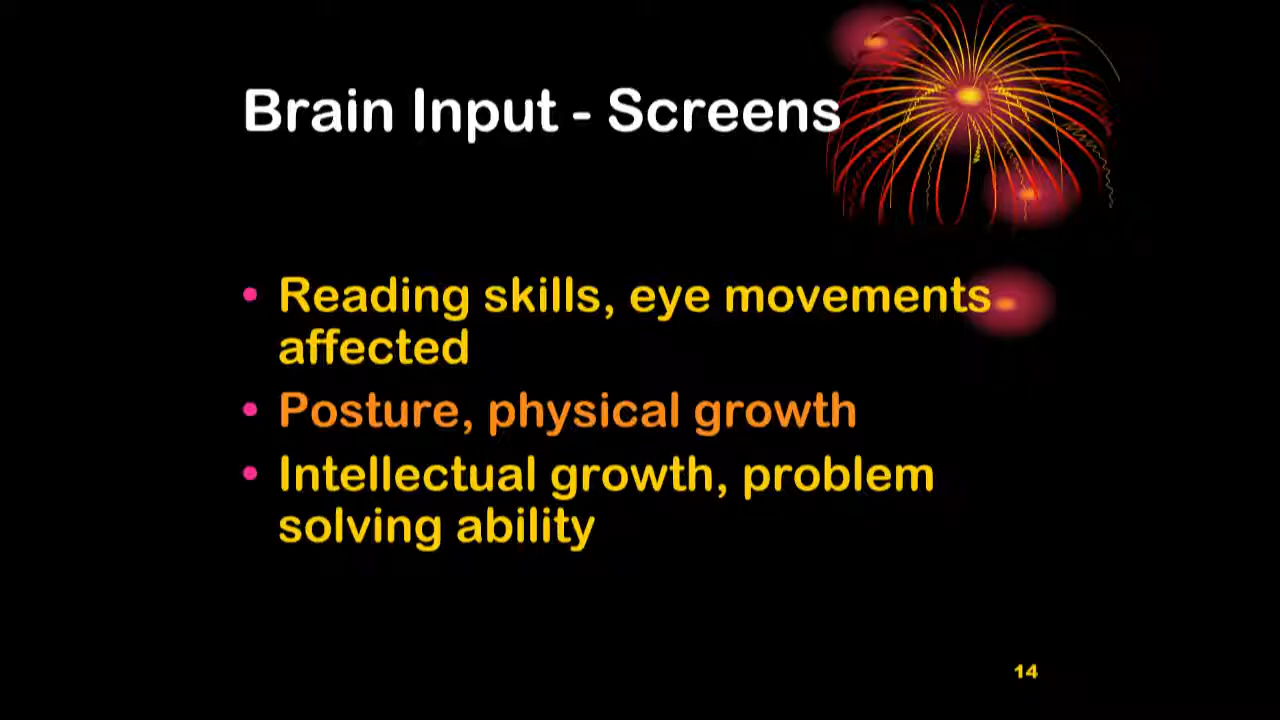 Brain Input - Screens
• Reading skills, eye movements
affected
• Posture, physical growth
• Intellectual growth, problem
solving ability
14